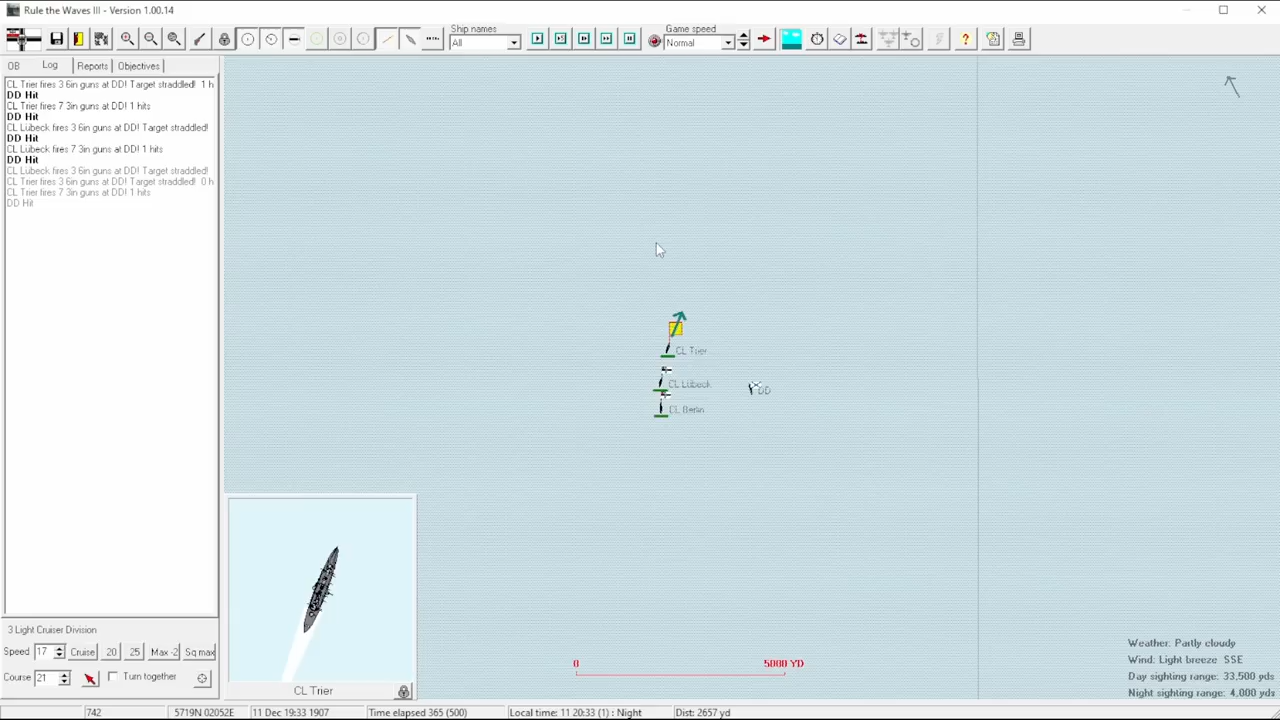 Rule the Waves III - Version 1.00.14
Ship names
All
Game speed
Normal
OB
Log
Reports
Objectives
CL Trier fires 3 6in guns at DD! Target straddled! 1 h
DD Hit
CL Trier fires 7 3in guns at DD! 1 hits
DD Hit
CL Lübeck fires 3 6in guns at DD! Target straddled!
DD Hit
CL Lübeck fires 7 3in guns at DD! 1 hits
DD Hit
CL Lübeck fires 3 6in guns at DD! Target straddled!
CL Trier fires 3 6in guns at DD! Target straddled! 0 h
CL Trier fires 7 3in guns at DD! 1 hits
DD Hit
CL Trier
CL Lübeck
DD
CL Berlin
0 5000 YD
Weather: Partly cloudy
Wind: Light breeze SSE
Day sighting range: 33,500 yds
Night sighting range: 4,000 yds
3 Light Cruiser Division
Speed 17 Cruise 20 25 Max -2 Sq max
Course 21 Turn together
CL Trier
742 5719N 02052E 11 Dec 19:33 1907 Time elapsed 365 (500) Local time: 11 20:33 (1) : Night Dist: 2657 yd